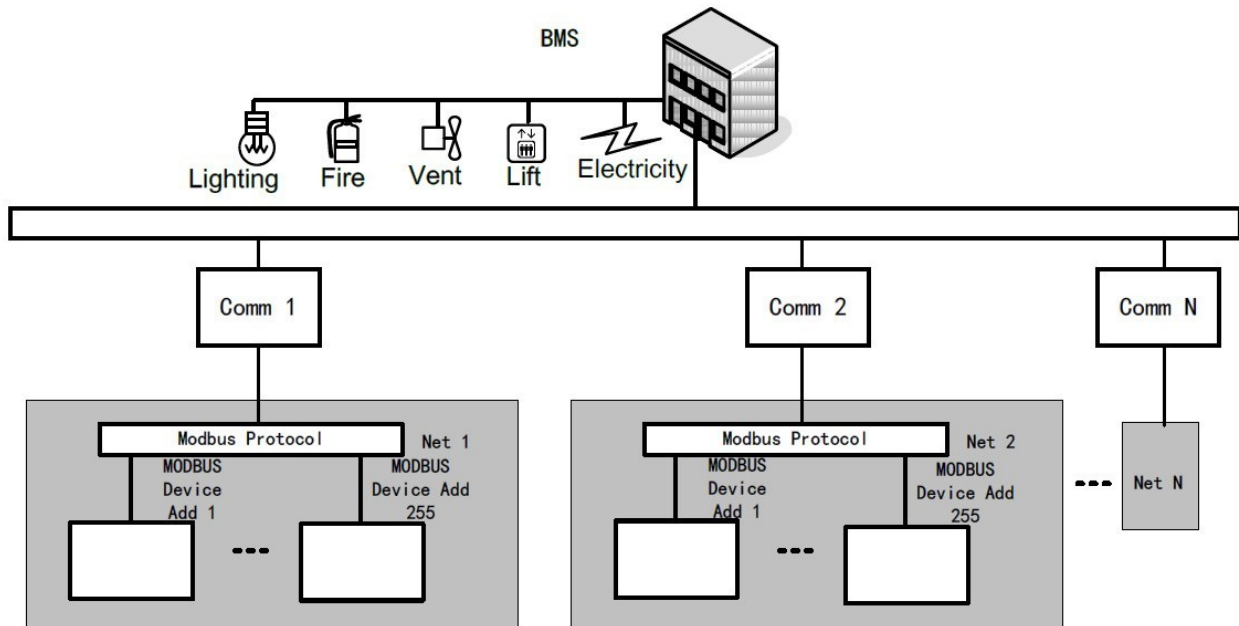 BMS
Lighting
Fire
Vent
Lift
Electricity
Comm 1
Comm 2
Comm N
Modbus Protocol
Net 1
MODBUS
Device
Add 1
MODBUS
Device Add
255
Modbus Protocol
Net 2
MODBUS
Device
Add 1
MODBUS
Device Add
255
Net N